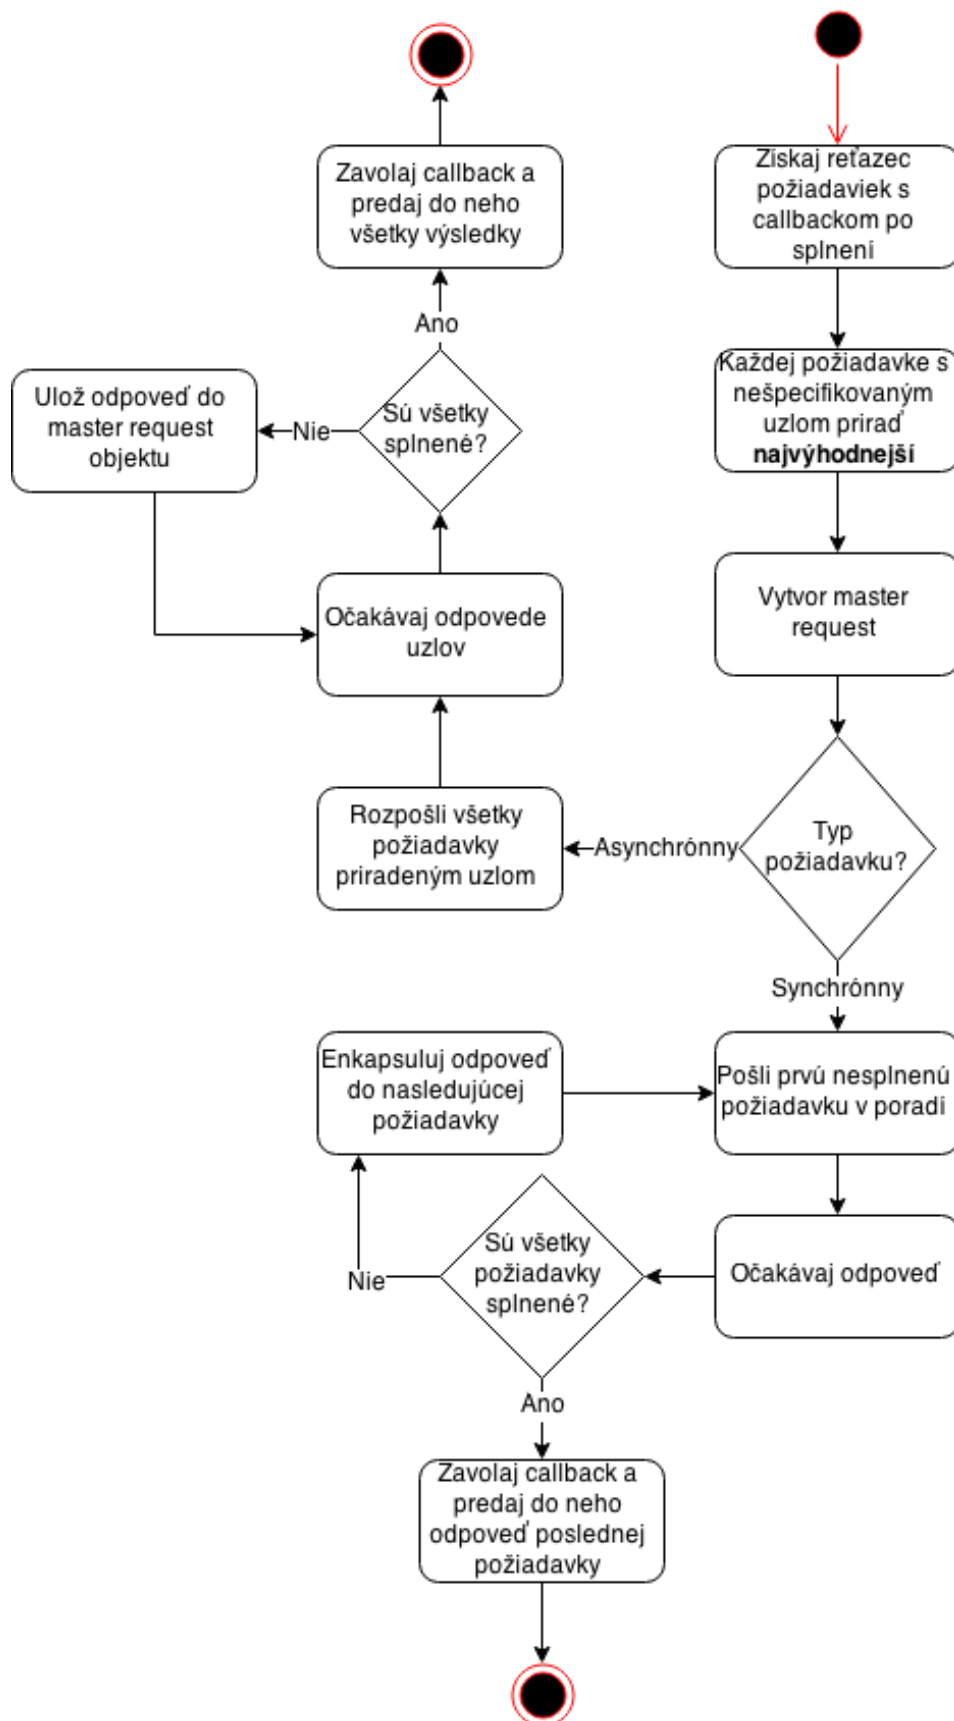 Získaj reťazec
požiadaviek s
callbackom po
splnení
Každej požiadavke s
nešpecifikovaným
uzlom priraď
najvýhodnejší
Vytvor master
request
Typ
požiadavku?
Asynchrónny
Rozpošli všetky
požiadavky
priradeným uzlom
Očakávaj odpovede
uzlov
Sú všetky
splnené?
Nie
Ulož odpoveď do
master request
objektu
Ano
Zavolaj callback a
predaj do neho
všetky výsledky
Synchrónny
Pošli prvú nesplnenú
požiadavku v poradí
Očakávaj odpoveď
Sú všetky
požiadavky
splnené?
Nie
Enkapsuluj odpoveď
do nasledujúcej
požiadavky
Ano
Zavolaj callback a
predaj do neho
odpoveď poslednej
požiadavky